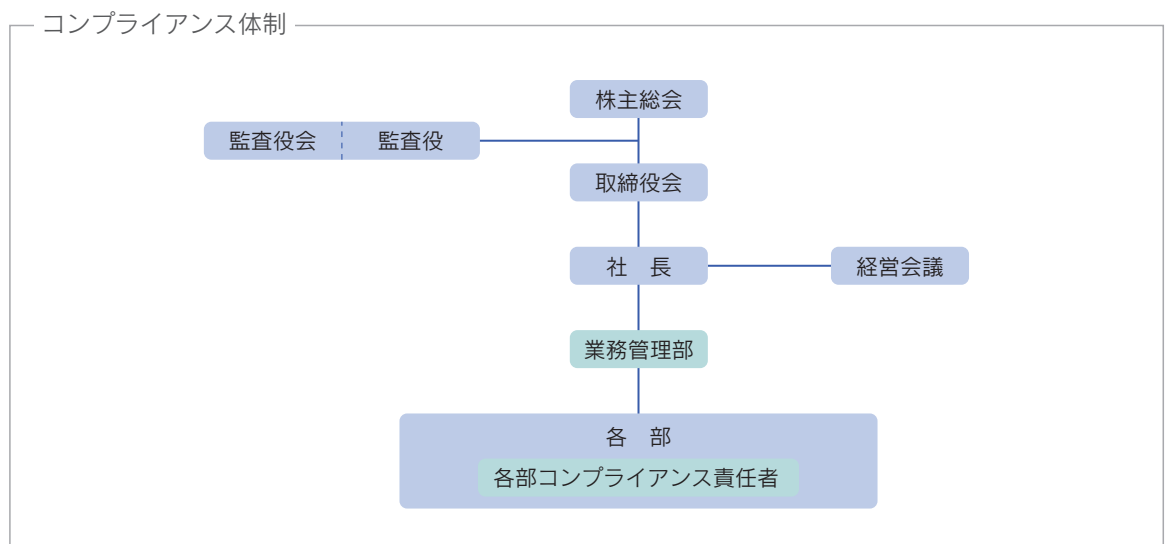 コンプライアンス体制
株主総会
監査役会 監査役
取締役会
社　長 経営会議
業務管理部
各　部
各部コンプライアンス責任者